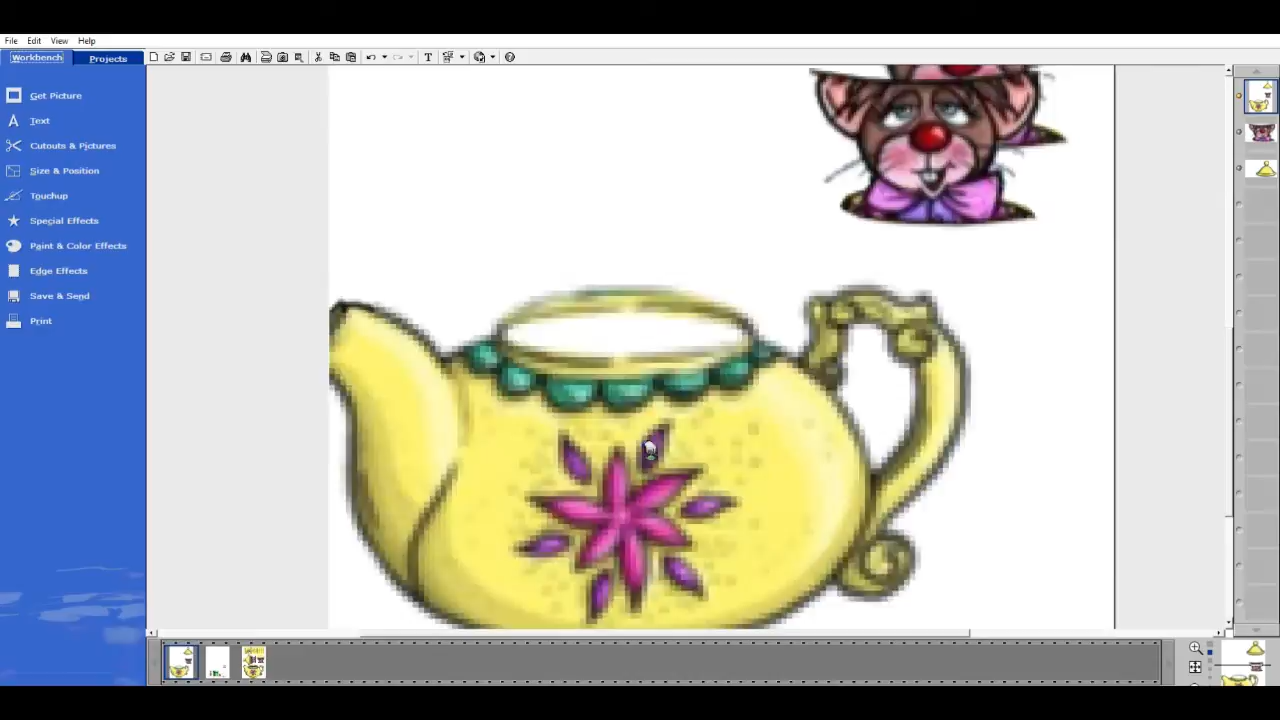 File Edit View Help
Workbench Projects
Get Picture
Text
Cutouts & Pictures
Size & Position
Touchup
Special Effects
Paint & Color Effects
Edge Effects
Save & Send
Print